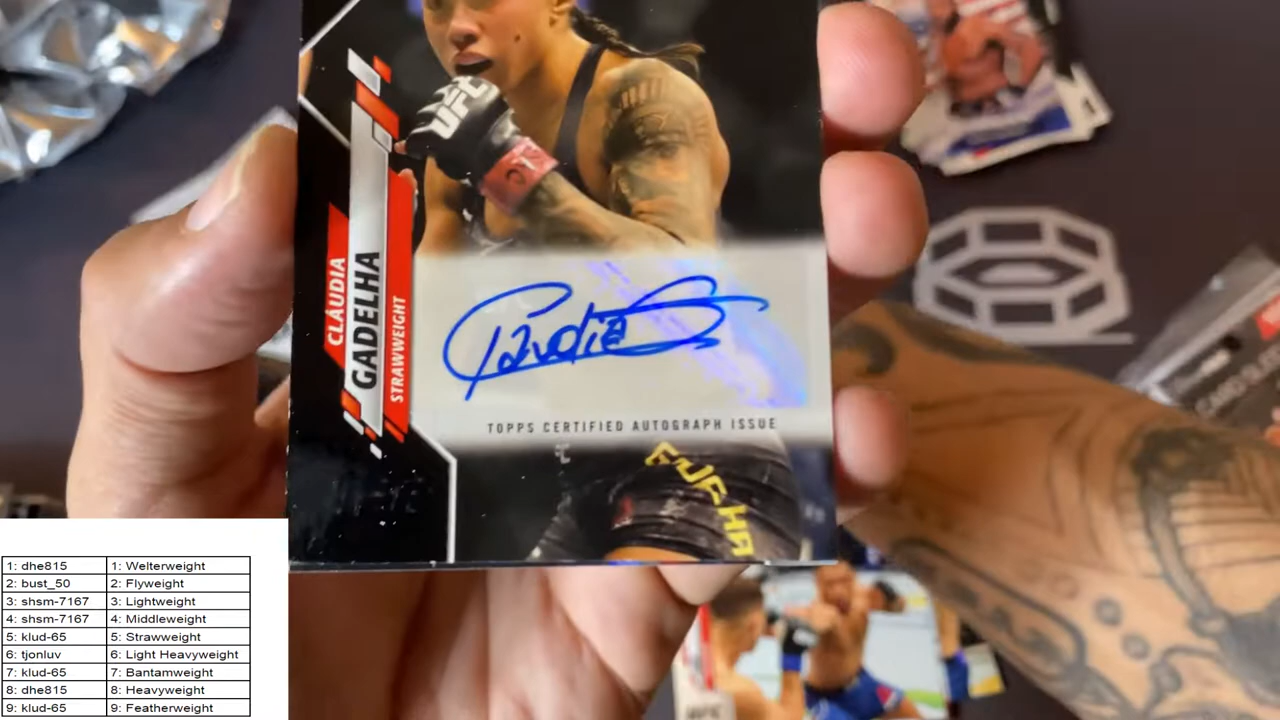 UFC
CLÁUDIA
GADELHA
STRAWWEIGHT
Claudia G
TOPPS CERTIFIED AUTOGRAPH ISSUE
1: dhe815 1: Welterweight
2: bust_50 2: Flyweight
3: shsm-7167 3: Lightweight
4: shsm-7167 4: Middleweight
5: klud-65 5: Strawweight
6: tjonluv 6: Light Heavyweight
7: klud-65 7: Bantamweight
8: dhe815 8: Heavyweight
9: klud-65 9: Featherweight